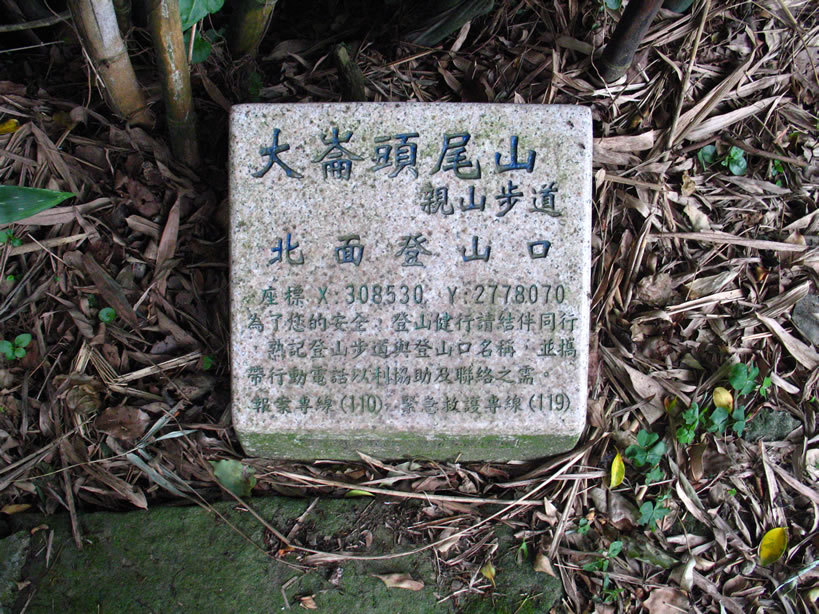 大崙頭尾山
親山步道
北面登山口
座標 X:308530, Y:2778070
為了您的安全,登山健行請結伴同行
熟記登山步道與登山口名稱,並攜
帶行動電話以利協助及聯絡之需。
報案專線(110), 緊急救護專線(119)